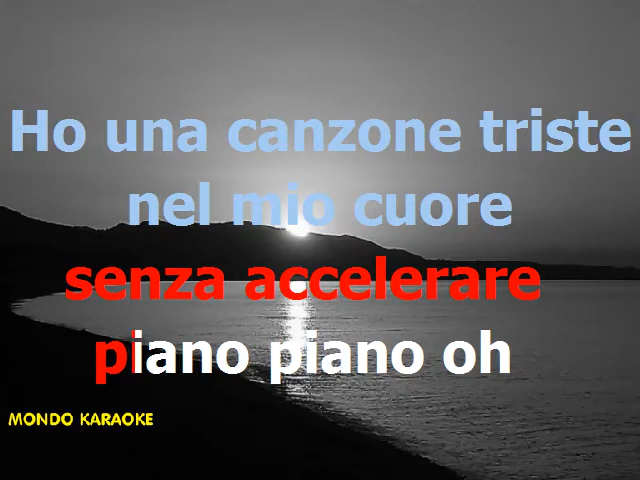 Ho una canzone triste
nel mio cuore
senza accelerare
piano piano oh
MONDO KARAOKE